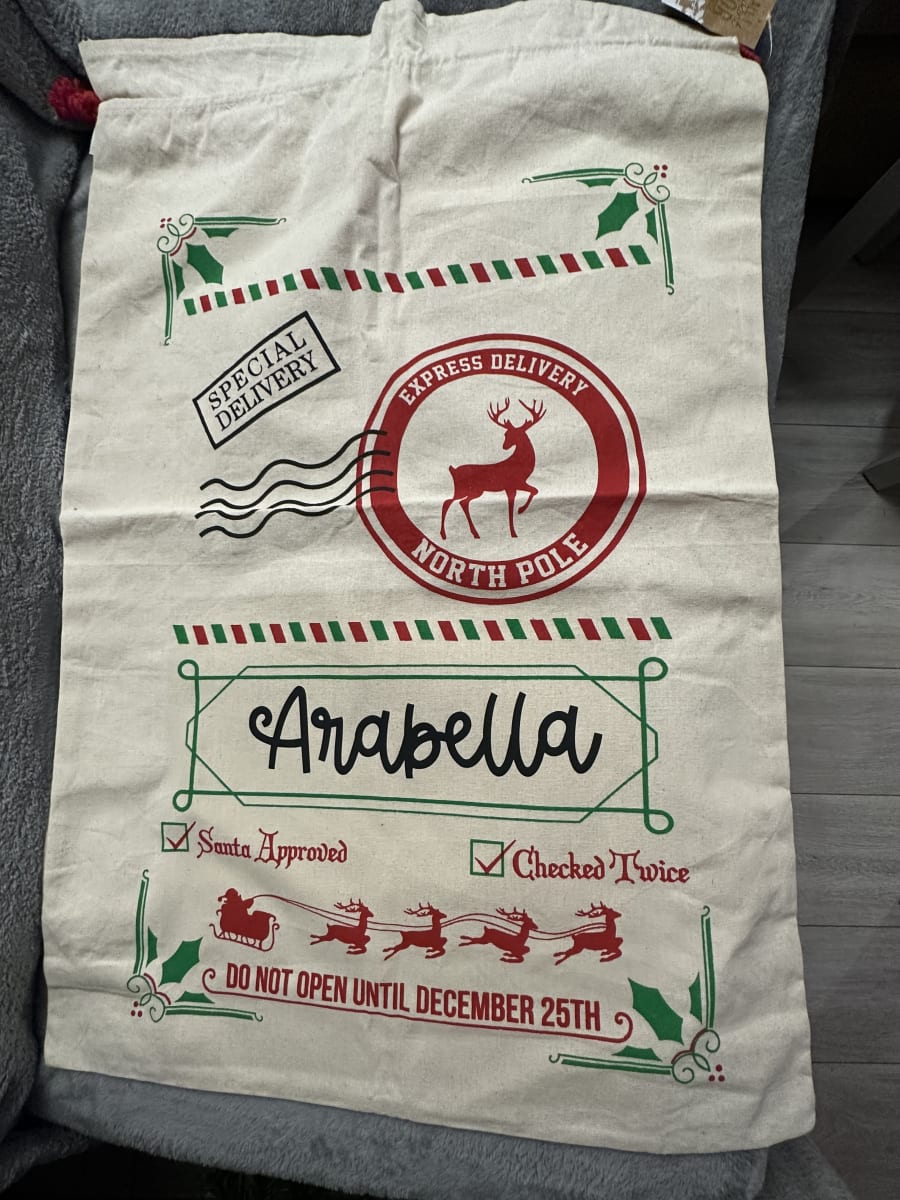 SPECIAL
DELIVERY
EXPRESS DELIVERY
NORTH POLE
Arabella
Santa Approved
Checked Twice
DO NOT OPEN UNTIL DECEMBER 25TH